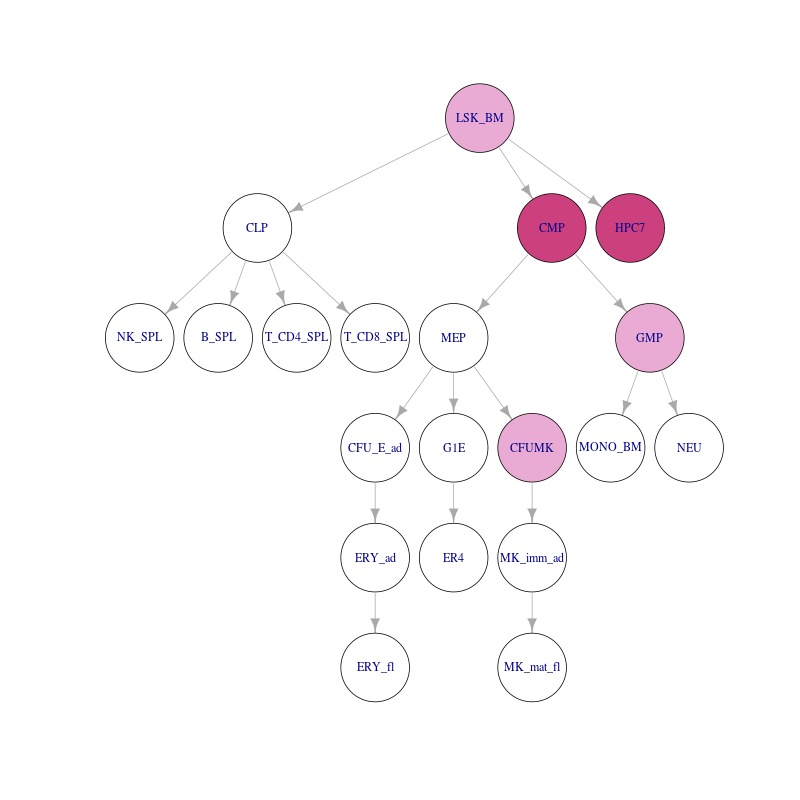 LSK_BM
CLP
CMP
HPC7
NK_SPL
B_SPL
T_CD4_SPL
T_CD8_SPL
MEP
GMP
CFU_E_ad
G1E
CFUMK
MONO_BM
NEU
ERY_ad
ER4
MK_imm_ad
ERY_fl
MK_mat_fl